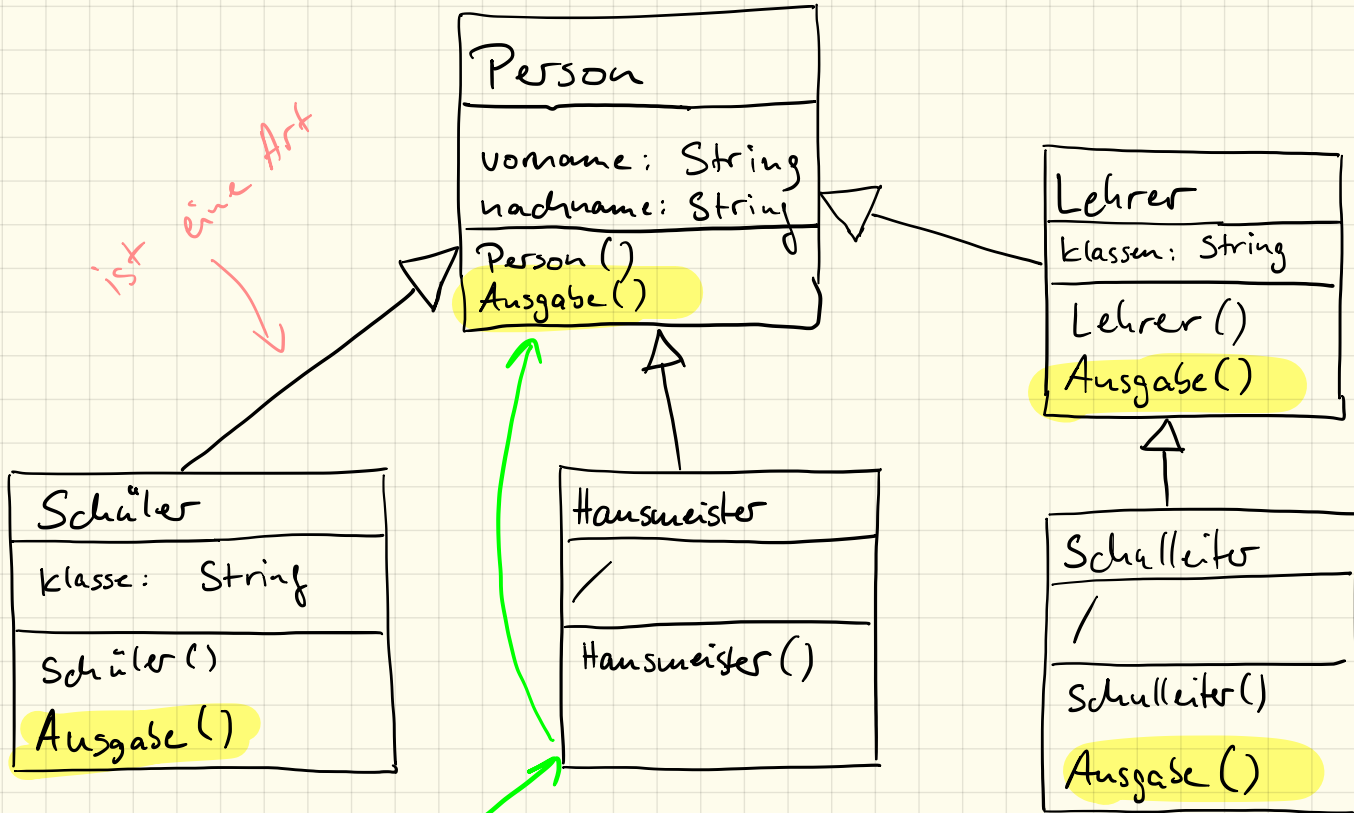 Person
vorname: String
nachname: String
Person()
Ausgabe()
ist eine Art
Lehrer
klassen: String
Lehrer()
Ausgabe()
Schüler
klasse: String
Schüler()
Ausgabe()
Hausmeister
/
Hausmeister()
Schulleiter
/
Schulleiter()
Ausgabe()